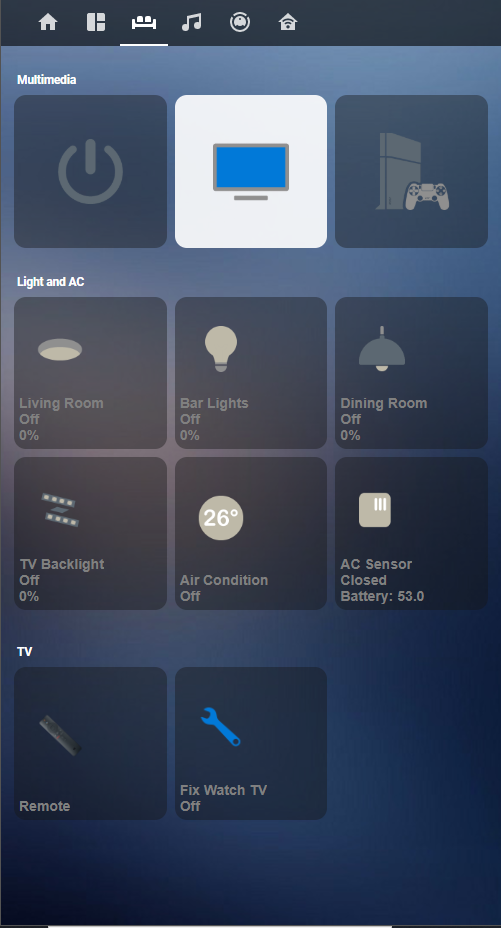 Multimedia
Light and AC
Living Room
Off
0%
Bar Lights
Off
0%
Dining Room
Off
0%
TV Backlight
Off
0%
26°
Air Condition
Off
AC Sensor
Closed
Battery: 53.0
TV
Remote
Fix Watch TV
Off